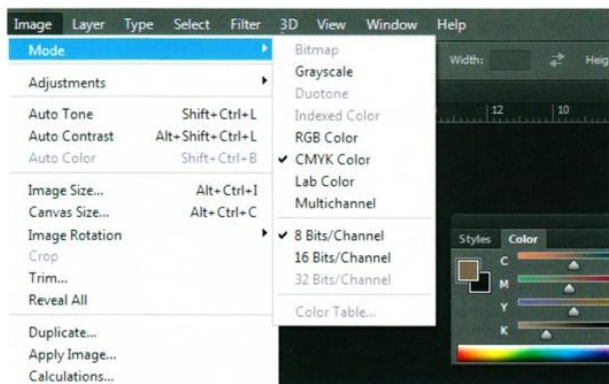 Image Layer Type Select Filter 3D View Window Help
Mode
Adjustments
Auto Tone Shift+Ctrl+L
Auto Contrast Alt+Shift+Ctrl+L
Auto Color Shift+Ctrl+B
Image Size... Alt+Ctrl+I
Canvas Size... Alt+Ctrl+C
Image Rotation
Crop
Trim...
Reveal All
Duplicate...
Apply Image...
Calculations...
Bitmap
Grayscale
Duotone
Indexed Color
RGB Color
CMYK Color
Lab Color
Multichannel
8 Bits/Channel
16 Bits/Channel
32 Bits/Channel
Color Table...
Width:
12 10
Styles Color
C
M
Y
K